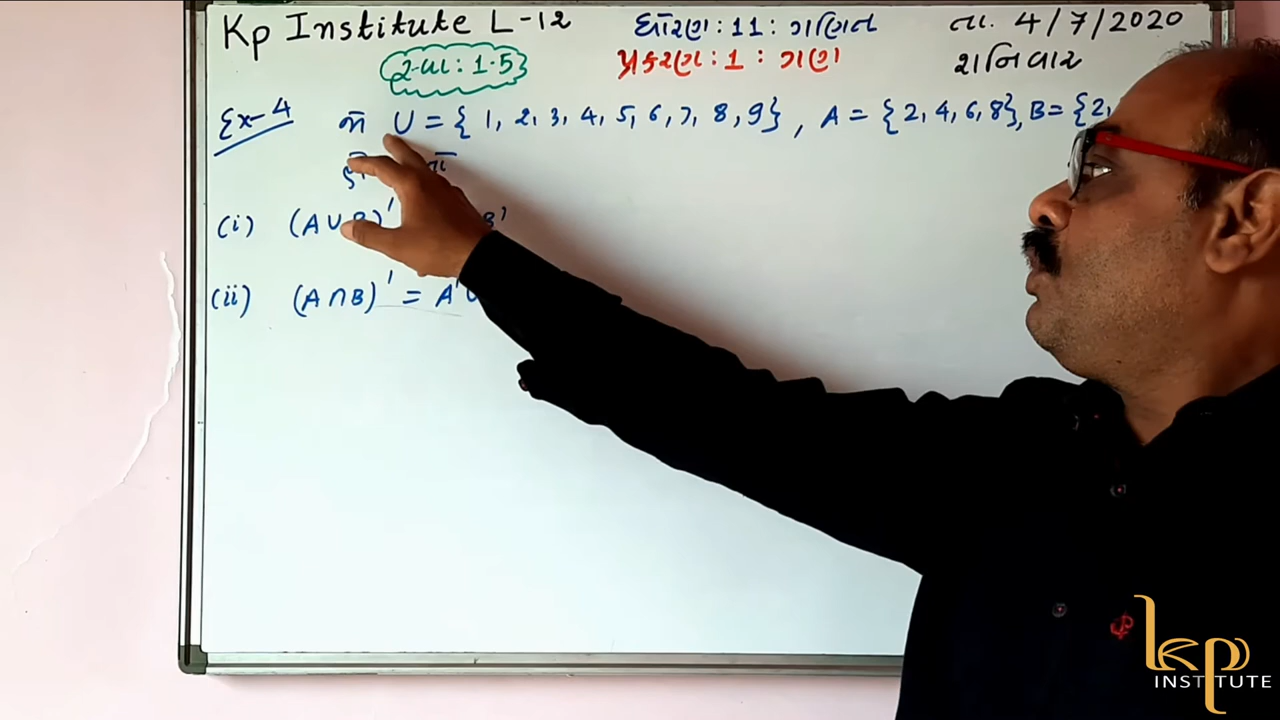 Kp Institute L-12 ધોરણ : 11 : ગણિત તા. 4/7/2020
સ્વા : 1.5 પ્રકરણ : 1 : ગણ શનિવાર
Ex-4 જો U = { 1, 2, 3, 4, 5, 6, 7, 8, 9 } , A = { 2, 4, 6, 8 }, B = { 2,
(i) (A∪B)' B'
(ii) (A∩B)' = A'∪
kp
INSTITUTE